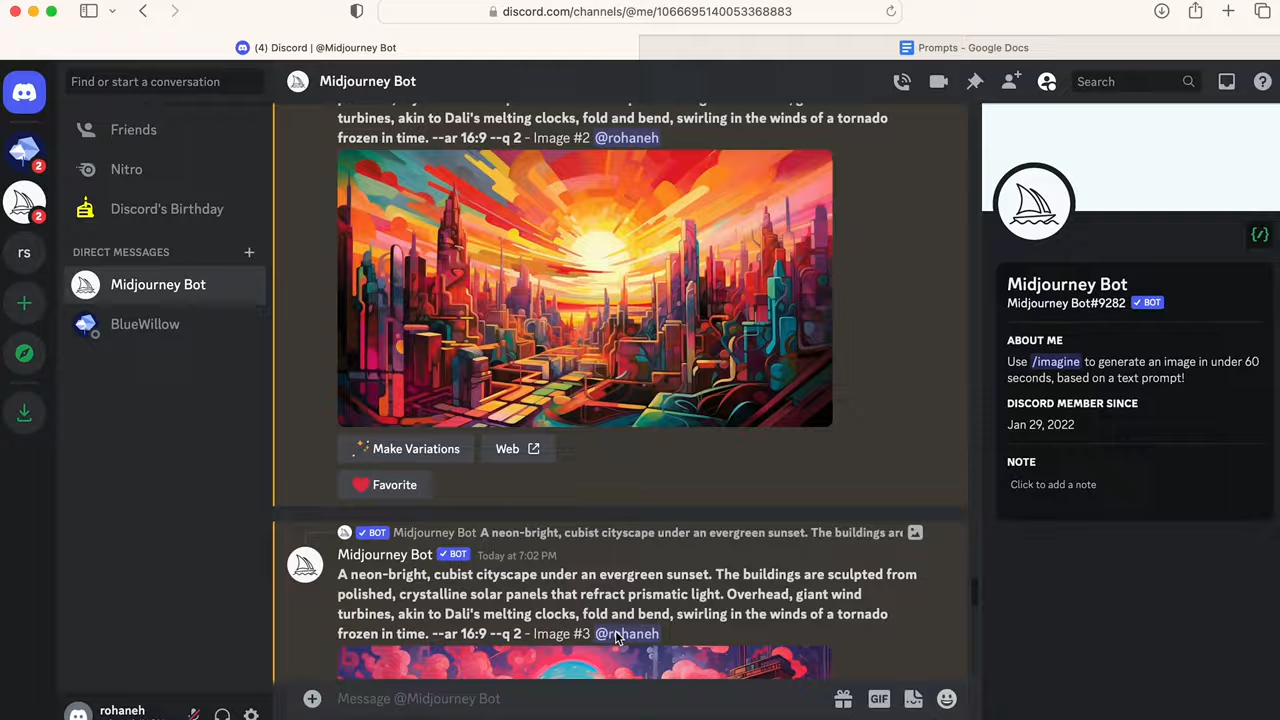 discord.com/channels/@me/1066695140053368883
(4) Discord | @Midjourney Bot
Prompts - Google Docs
Find or start a conversation
Midjourney Bot
Search
Friends
Nitro
Discord's Birthday
DIRECT MESSAGES
Midjourney Bot
BlueWillow
2
2
rs
turbines, akin to Dali's melting clocks, fold and bend, swirling in the winds of a tornado
frozen in time. --ar 16:9 --q 2 - Image #2 @rohaneh
Make Variations
Web
Favorite
BOT Midjourney Bot A neon-bright, cubist cityscape under an evergreen sunset. The buildings are
Midjourney Bot BOT Today at 7:02 PM
A neon-bright, cubist cityscape under an evergreen sunset. The buildings are sculpted from
polished, crystalline solar panels that refract prismatic light. Overhead, giant wind
turbines, akin to Dali's melting clocks, fold and bend, swirling in the winds of a tornado
frozen in time. --ar 16:9 --q 2 - Image #3 @rohaneh
Message @Midjourney Bot
GIF
rohaneh
Midjourney Bot
Midjourney Bot#9282 BOT
ABOUT ME
Use /imagine to generate an image in under 60
seconds, based on a text prompt!
DISCORD MEMBER SINCE
Jan 29, 2022
NOTE
Click to add a note